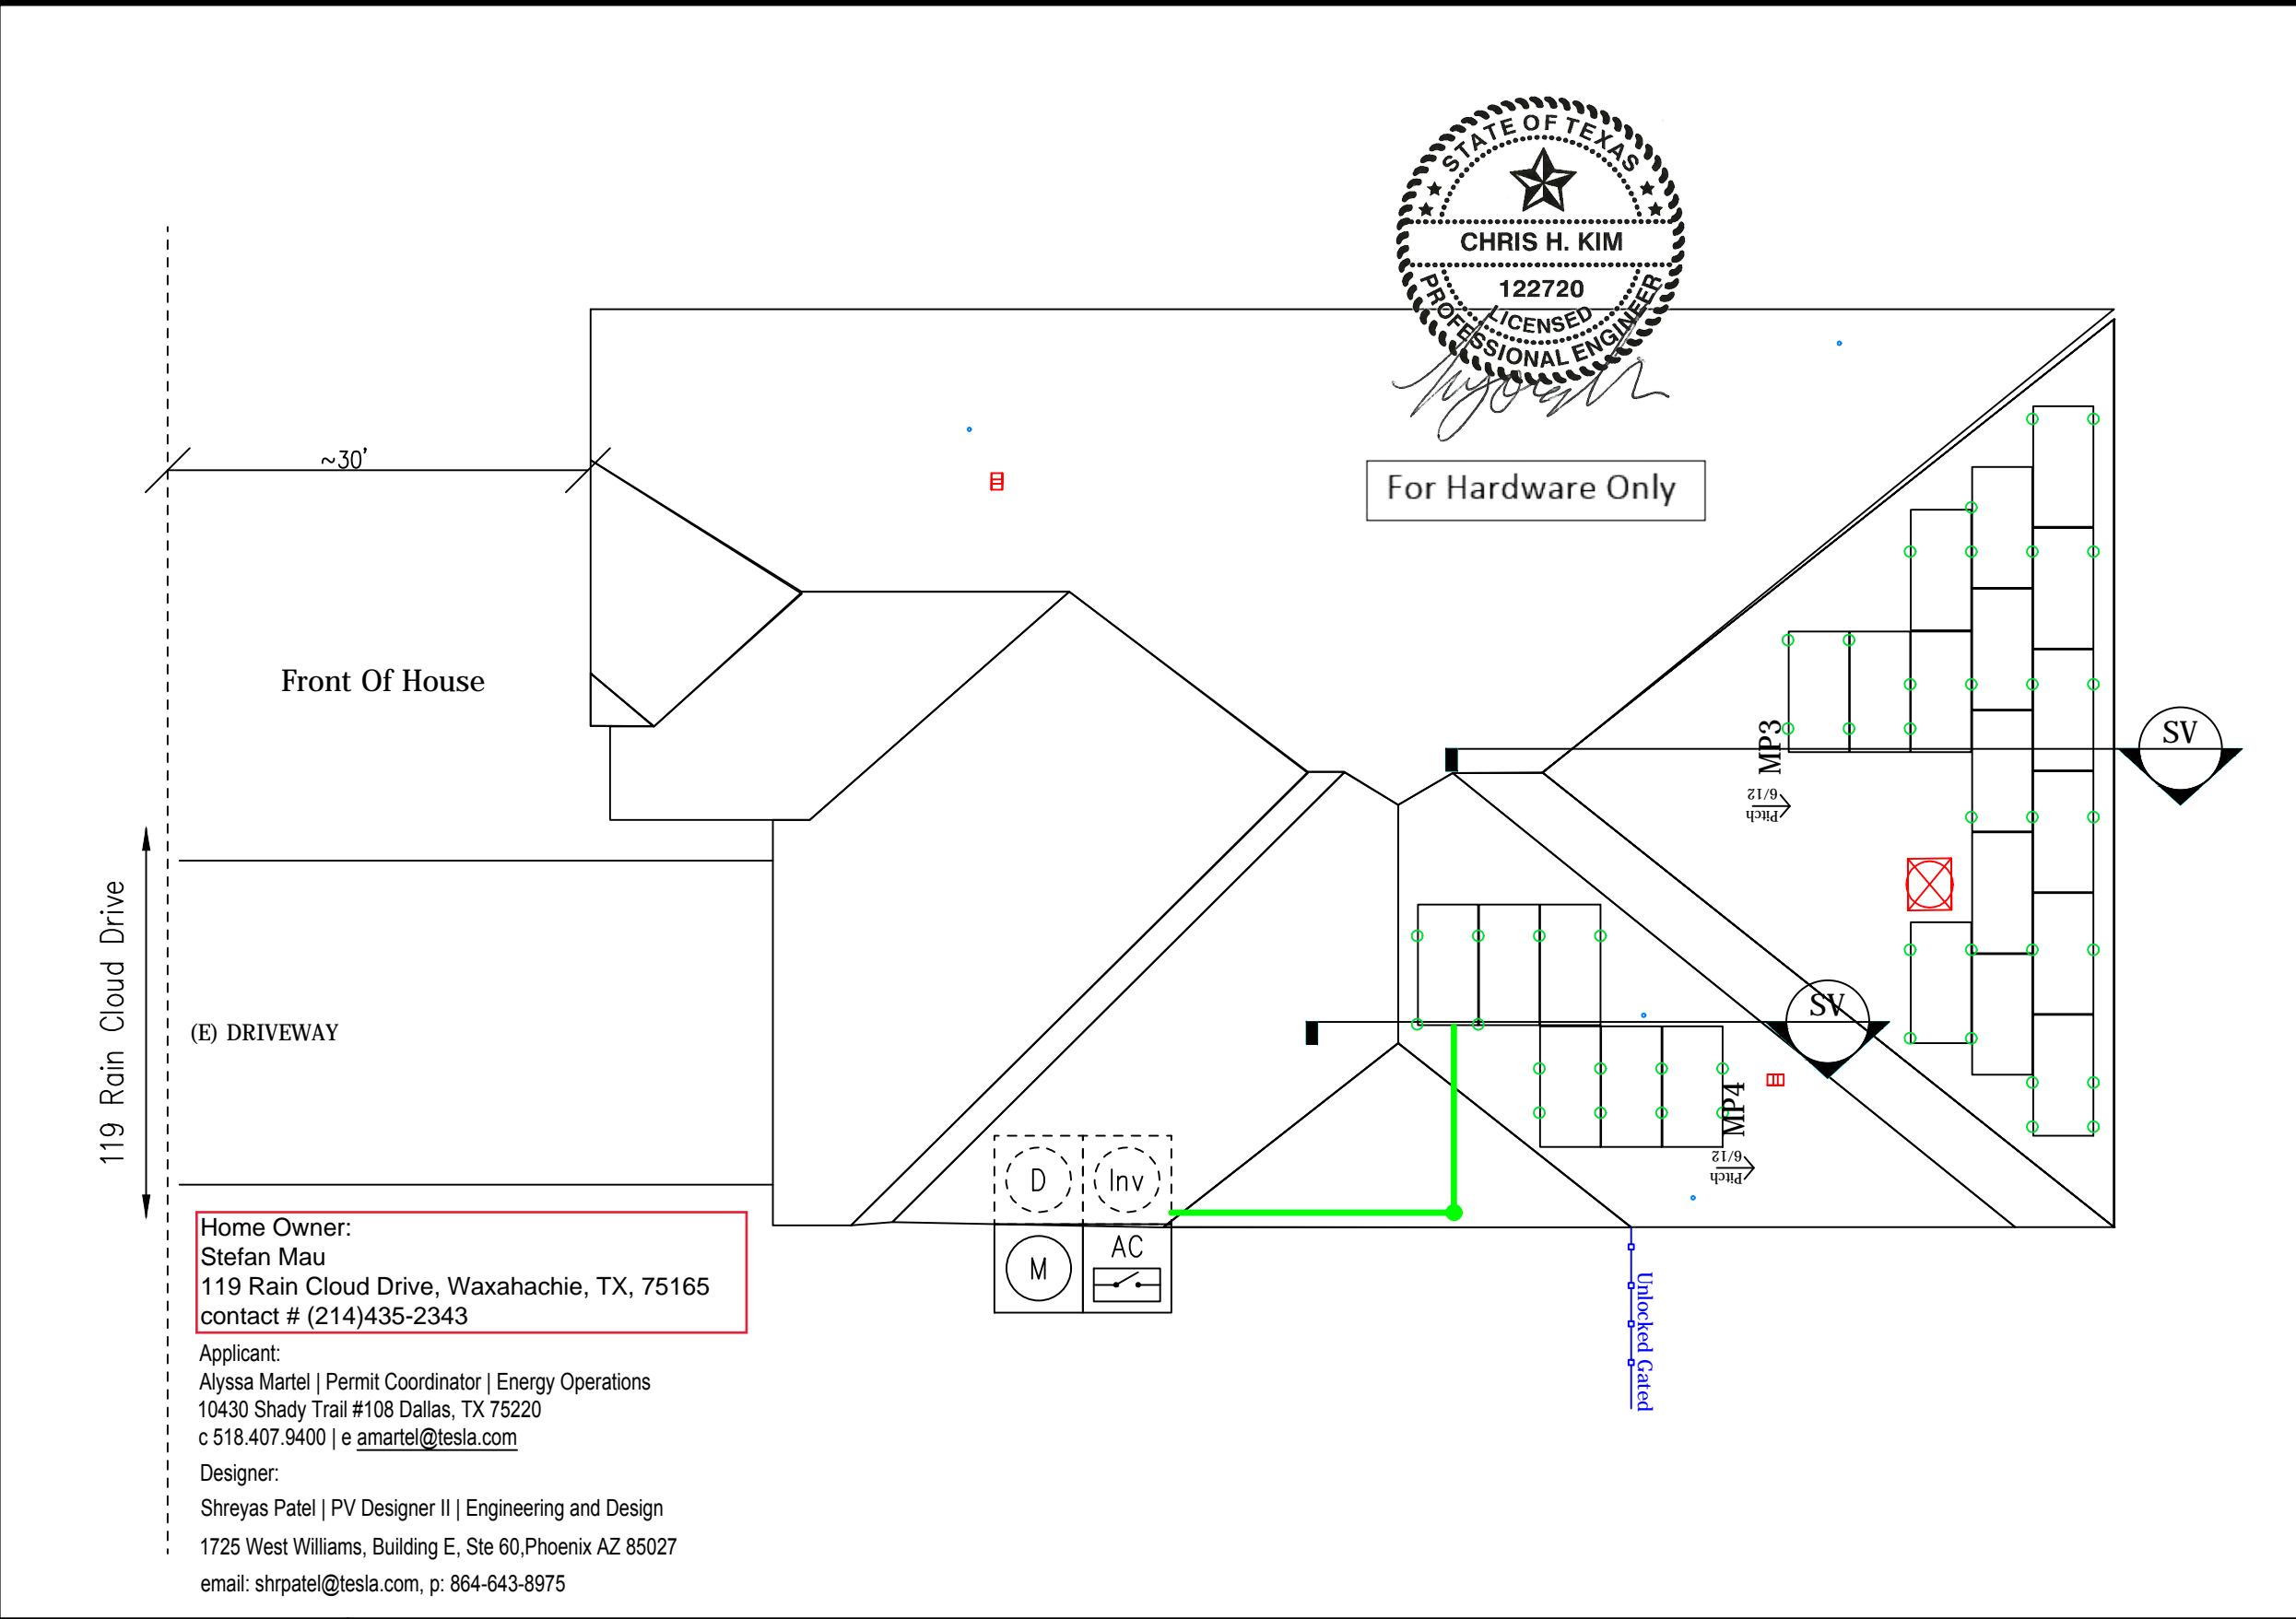 STATE OF TEXAS
CHRIS H. KIM
122720
LICENSED
PROFESSIONAL ENGINEER
For Hardware Only
~30'
Front Of House
SV
MP3
Pitch 6/12
119 Rain Cloud Drive
(E) DRIVEWAY
SV
MP4
Pitch 6/12
D
Inv
M
AC
Unlocked Gated
Home Owner:
Stefan Mau
119 Rain Cloud Drive, Waxahachie, TX, 75165
contact # (214)435-2343
Applicant:
Alyssa Martel | Permit Coordinator | Energy Operations
10430 Shady Trail #108 Dallas, TX 75220
c 518.407.9400 | e amartel@tesla.com
Designer:
Shreyas Patel | PV Designer II | Engineering and Design
1725 West Williams, Building E, Ste 60,Phoenix AZ 85027
email: shrpatel@tesla.com, p: 864-643-8975